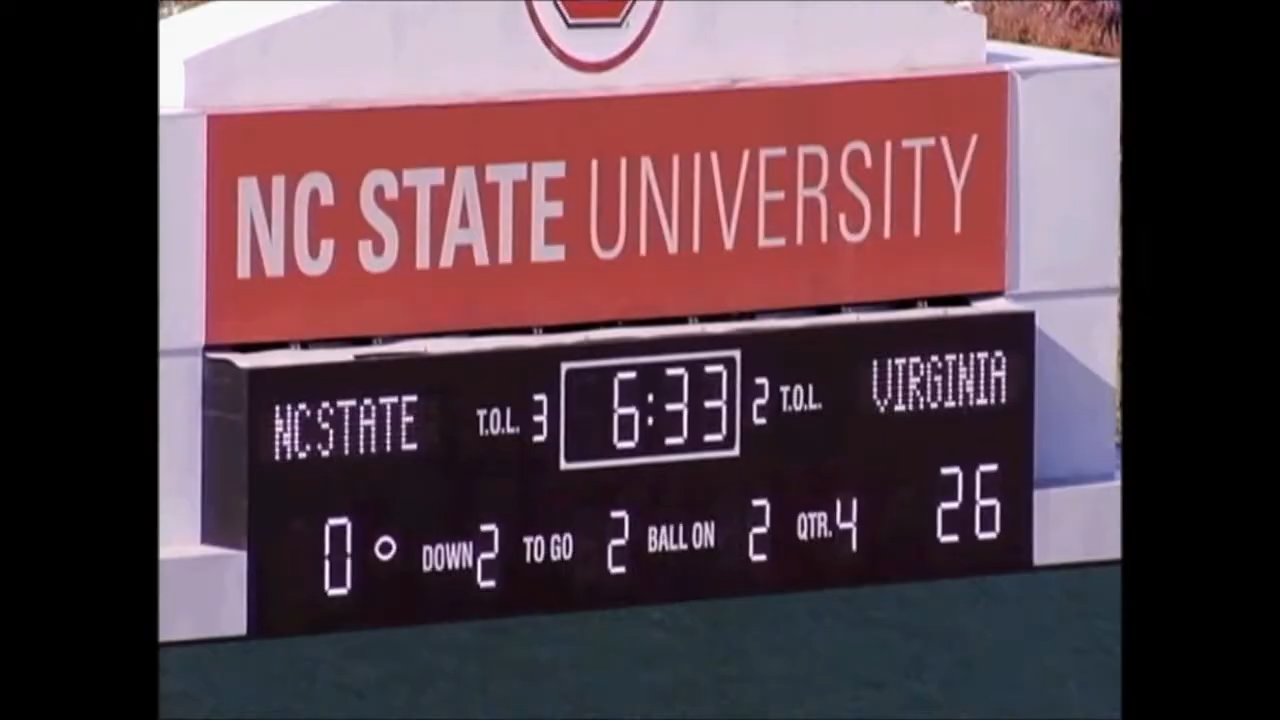 NC STATE UNIVERSITY
NCSTATE T.O.L. 3 6:33 2 T.O.L. VIRGINIA
0 DOWN 2 TO GO 2 BALL ON 2 QTR. 4 26